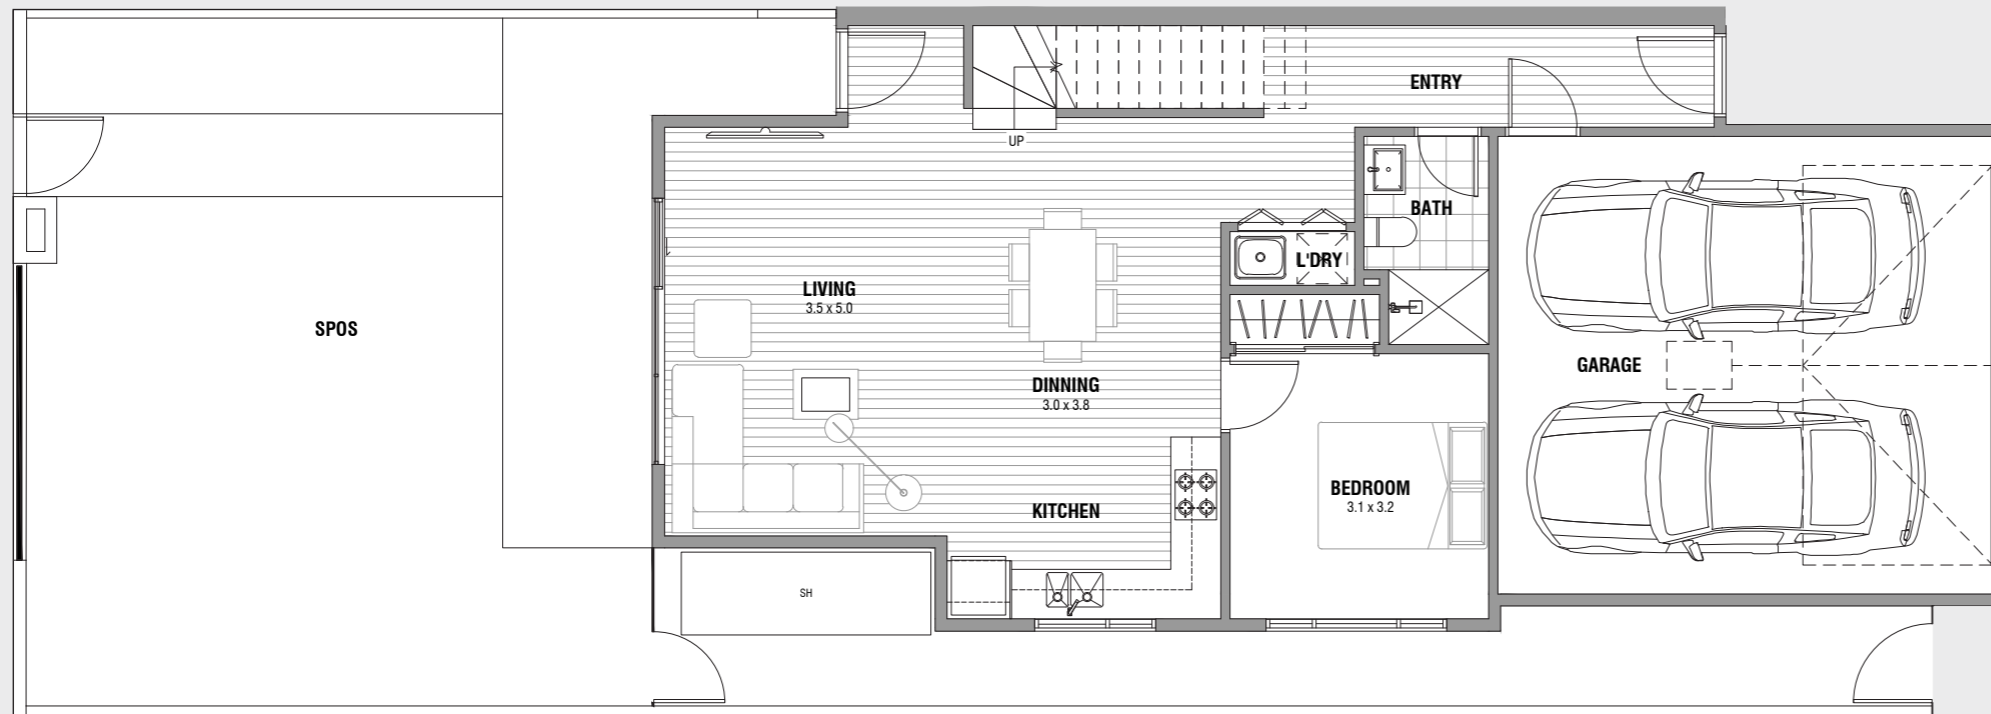 ENTRY
UP
BATH
L'DRY
LIVING
3.5 x 5.0
SPOS
GARAGE
DINNING
3.0 x 3.8
BEDROOM
3.1 x 3.2
KITCHEN
SH